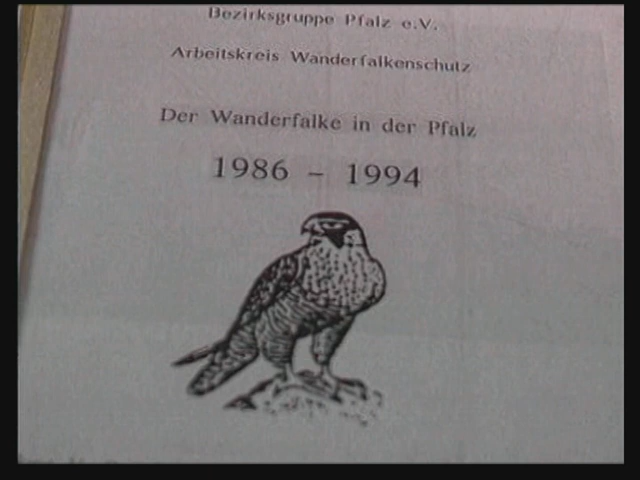 Bezirksgruppe Pfalz e.V.
Arbeitskreis Wanderfalkenschutz
Der Wanderfalke in der Pfalz
1986 - 1994